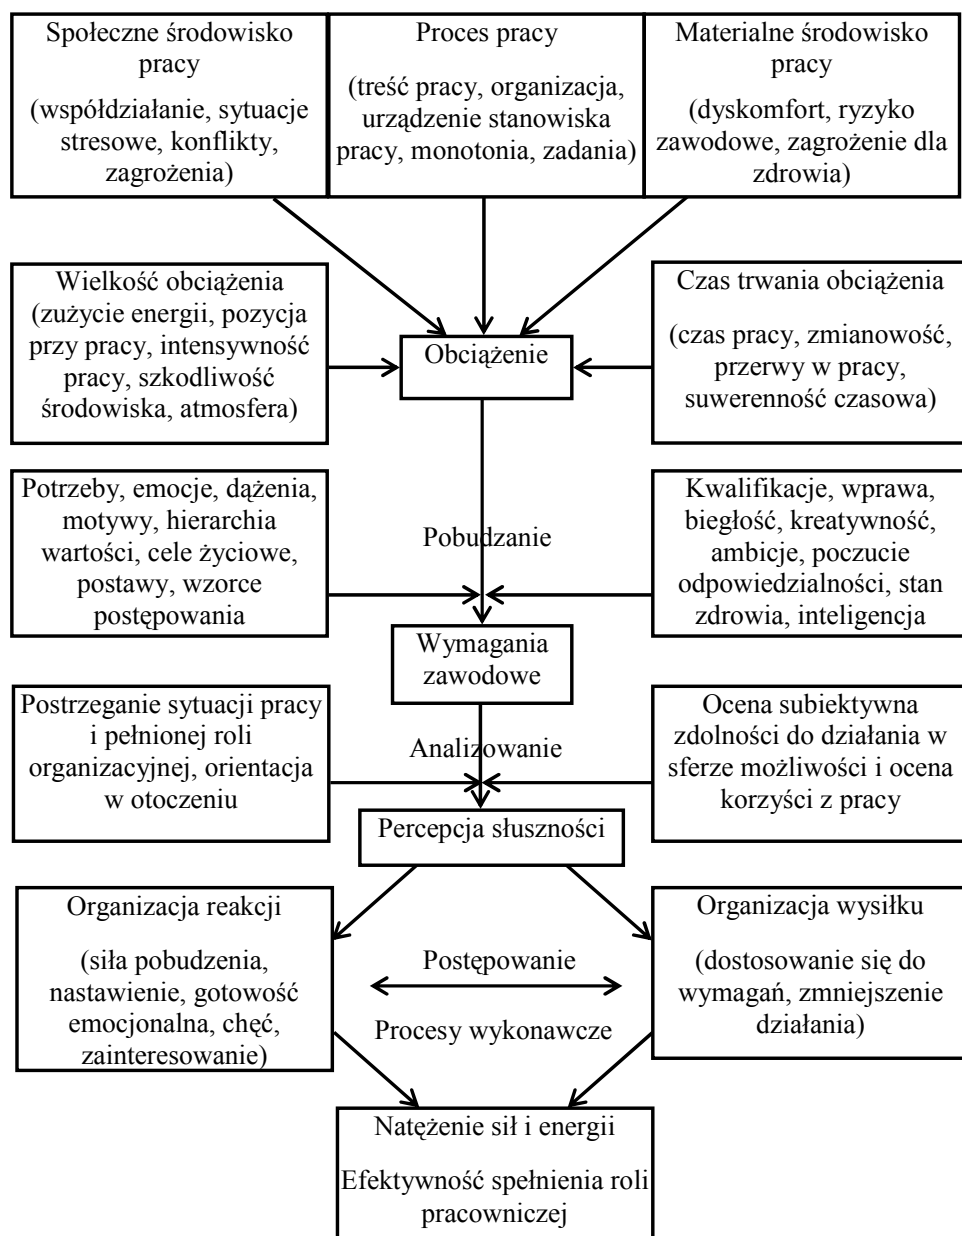 Społeczne środowisko
pracy
(współdziałanie, sytuacje
stresowe, konflikty,
zagrożenia)
Proces pracy
(treść pracy, organizacja,
urządzenie stanowiska
pracy, monotonia, zadania)
Materialne środowisko
pracy
(dyskomfort, ryzyko
zawodowe, zagrożenie dla
zdrowia)
Wielkość obciążenia
(zużycie energii, pozycja
przy pracy, intensywność
pracy, szkodliwość
środowiska, atmosfera)
Obciążenie
Czas trwania obciążenia
(czas pracy, zmianowość,
przerwy w pracy,
suwerenność czasowa)
Potrzeby, emocje, dążenia,
motywy, hierarchia
wartości, cele życiowe,
postawy, wzorce
postępowania
Pobudzanie
Kwalifikacje, wprawa,
biegłość, kreatywność,
ambicje, poczucie
odpowiedzialności, stan
zdrowia, inteligencja
Wymagania
zawodowe
Postrzeganie sytuacji pracy
i pełnionej roli
organizacyjnej, orientacja
w otoczeniu
Analizowanie
Ocena subiektywna
zdolności do działania w
sferze możliwości i ocena
korzyści z pracy
Percepcja słuszności
Organizacja reakcji
(siła pobudzenia,
nastawienie, gotowość
emocjonalna, chęć,
zainteresowanie)
Postępowanie
Procesy wykonawcze
Organizacja wysiłku
(dostosowanie się do
wymagań, zmniejszenie
działania)
Natężenie sił i energii
Efektywność spełnienia roli
pracowniczej